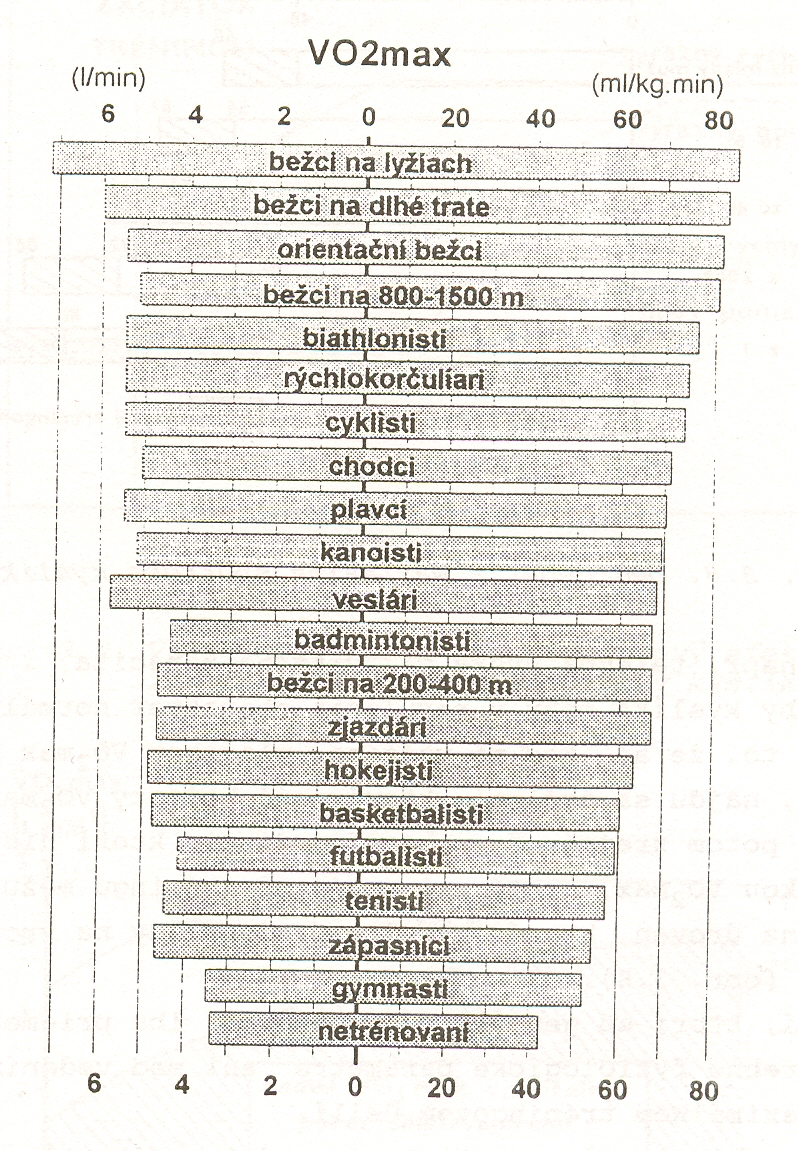 VO2max
(l/min) (ml/kg.min)
6 4 2 0 20 40 60 80
bežci na lyžiach
bežci na dlhé trate
orientační bežci
bežci na 800-1500 m
biathlonisti
rýchlokorčuliari
cyklisti
chodci
plavci
kanoisti
veslári
badmintonisti
bežci na 200-400 m
zjazdári
hokejisti
basketbalisti
futbalisti
tenisti
zápasníci
gymnasti
netrénovaní
6 4 2 0 20 40 60 80